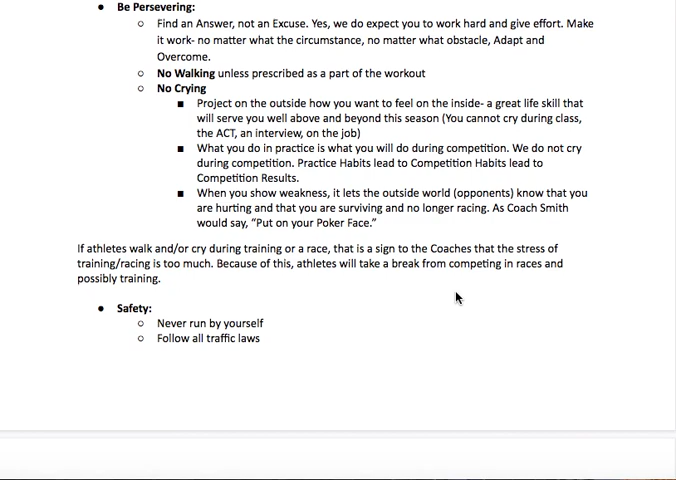 ● Be Persevering:
○ Find an Answer, not an Excuse. Yes, we do expect you to work hard and give effort. Make
it work- no matter what the circumstance, no matter what obstacle, Adapt and
Overcome.
○ No Walking unless prescribed as a part of the workout
○ No Crying
■ Project on the outside how you want to feel on the inside- a great life skill that
will serve you well above and beyond this season (You cannot cry during class,
the ACT, an interview, on the job)
■ What you do in practice is what you will do during competition. We do not cry
during competition. Practice Habits lead to Competition Habits lead to
Competition Results.
■ When you show weakness, it lets the outside world (opponents) know that you
are hurting and that you are surviving and no longer racing. As Coach Smith
would say, “Put on your Poker Face.”
If athletes walk and/or cry during training or a race, that is a sign to the Coaches that the stress of
training/racing is too much. Because of this, athletes will take a break from competing in races and
possibly training.
● Safety:
○ Never run by yourself
○ Follow all traffic laws